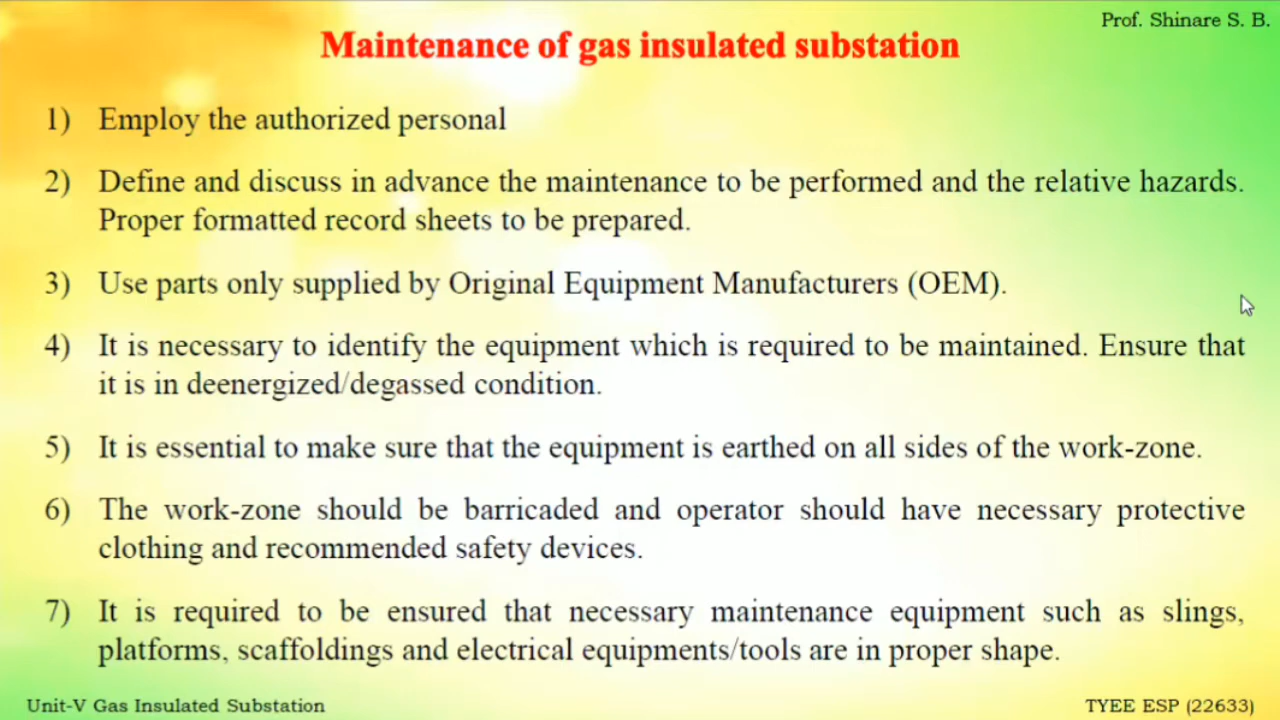 Prof. Shinare S. B.
Maintenance of gas insulated substation
1) Employ the authorized personal
2) Define and discuss in advance the maintenance to be performed and the relative hazards.
Proper formatted record sheets to be prepared.
3) Use parts only supplied by Original Equipment Manufacturers (OEM).
4) It is necessary to identify the equipment which is required to be maintained. Ensure that
it is in deenergized/degassed condition.
5) It is essential to make sure that the equipment is earthed on all sides of the work-zone.
6) The work-zone should be barricaded and operator should have necessary protective
clothing and recommended safety devices.
7) It is required to be ensured that necessary maintenance equipment such as slings,
platforms, scaffoldings and electrical equipments/tools are in proper shape.
Unit-V Gas Insulated Substation
TYEE ESP (22633)